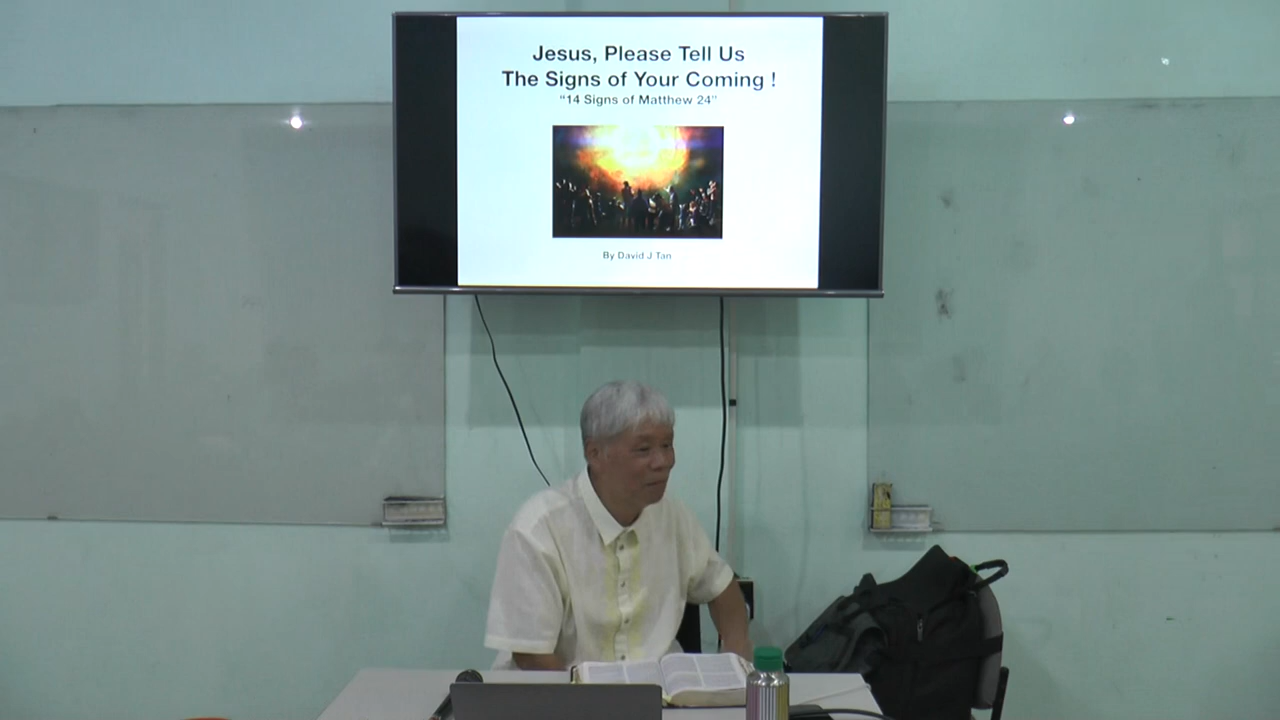 Jesus, Please Tell Us
The Signs of Your Coming !
"14 Signs of Matthew 24"
By David J Tan